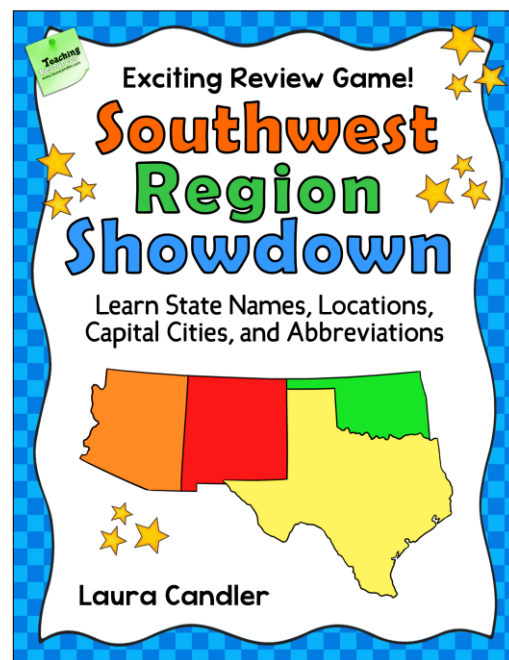 Teaching
Exciting Review Game!
Southwest
Region
Showdown
Learn State Names, Locations,
Capital Cities, and Abbreviations
Laura Candler